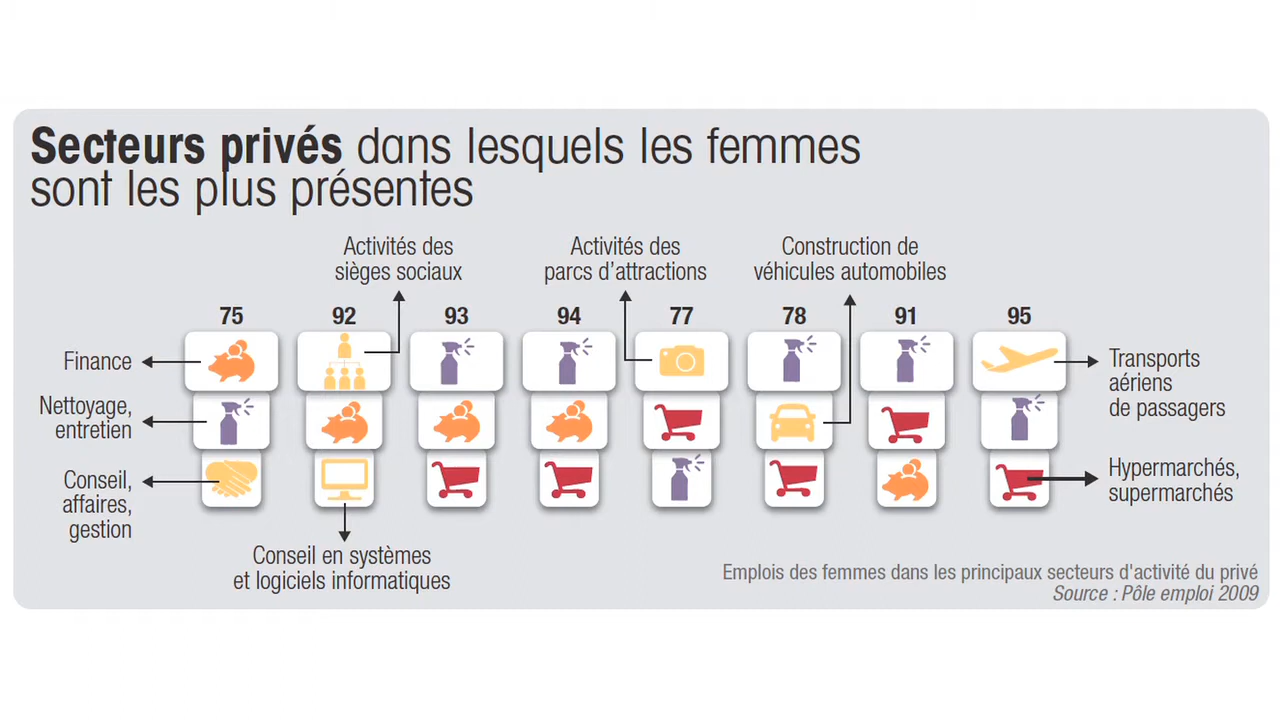 Secteurs privés dans lesquels les femmes
sont les plus présentes
Activités des
sièges sociaux
Activités des
parcs d'attractions
Construction de
véhicules automobiles
75
92
93
94
77
78
91
95
Finance
Nettoyage,
entretien
Conseil,
affaires,
gestion
Transports
aériens
de passagers
Hypermarchés,
supermarchés
Conseil en systèmes
et logiciels informatiques
Emplois des femmes dans les principaux secteurs d'activité du privé
Source : Pôle emploi 2009